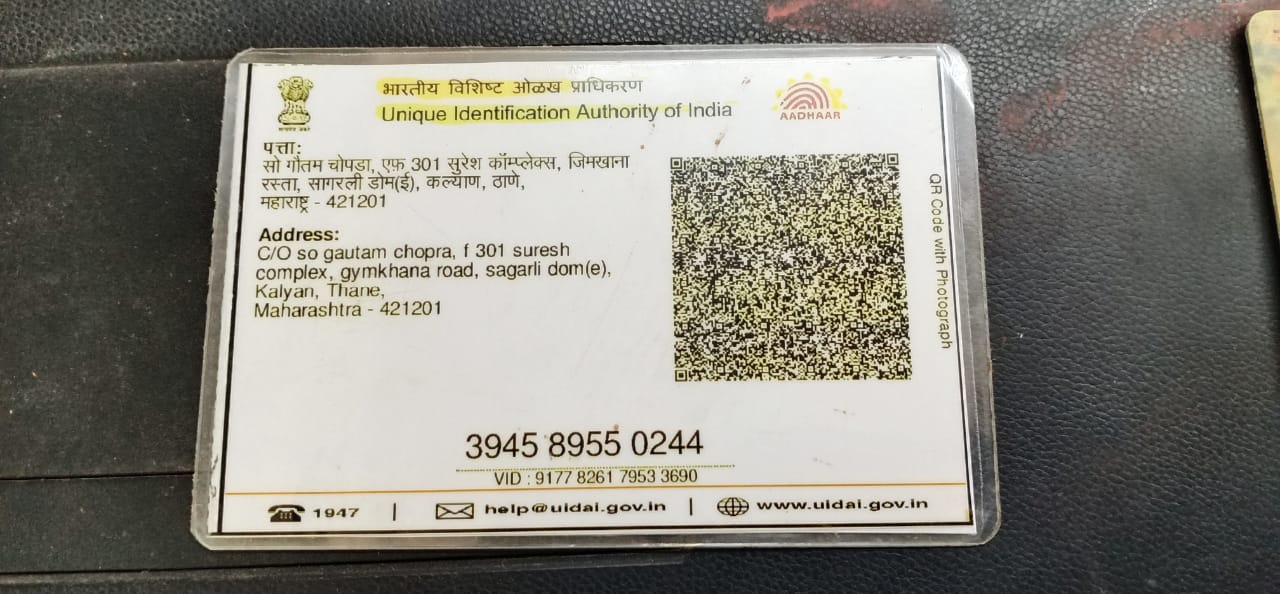 भारतीय विशिष्ट ओळख प्राधिकरण
Unique Identification Authority of India
AADHAAR
पत्ता:
सो गौतम चोपडा, एफ़ 301 सुरेश कॉम्प्लेक्स, जिमखाना
रस्ता, सागरली डोम(ई), कल्याण, ठाणे,
महाराष्ट्र - 421201
Address:
C/O so gautam chopra, f 301 suresh
complex, gymkhana road, sagarli dom(e),
Kalyan, Thane,
Maharashtra - 421201
QR Code with Photograph
3945 8955 0244
VID : 9177 8261 7953 3690
1947 | help@uidai.gov.in | www.uidai.gov.in